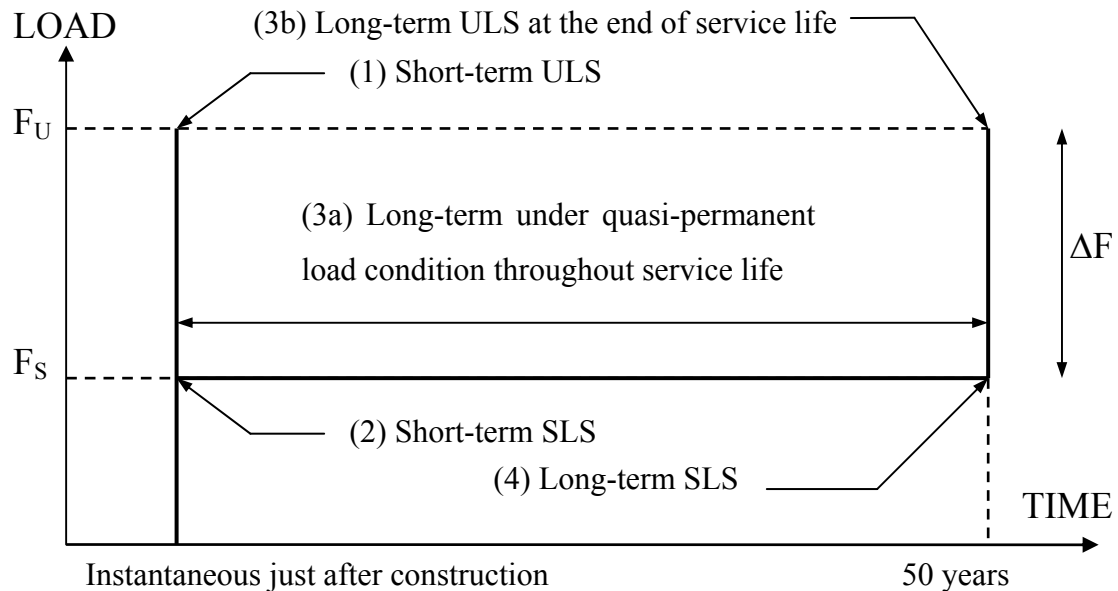 LOAD
(3b) Long-term ULS at the end of service life
(1) Short-term ULS
FU
(3a) Long-term under quasi-permanent
load condition throughout service life
ΔF
FS
(2) Short-term SLS
(4) Long-term SLS
TIME
Instantaneous just after construction
50 years